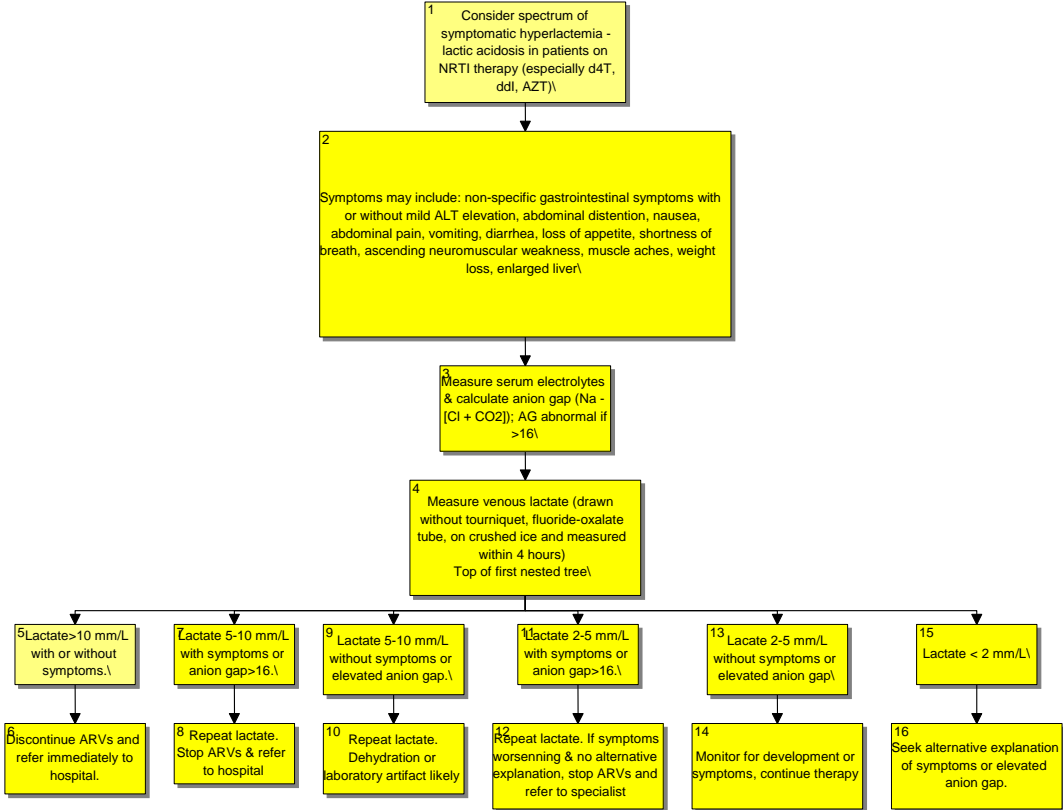 1
Consider spectrum of
symptomatic hyperlactemia -
lactic acidosis in patients on
NRTI therapy (especially d4T,
ddI, AZT)\
2
Symptoms may include: non-specific gastrointestinal symptoms with
or without mild ALT elevation, abdominal distention, nausea,
abdominal pain, vomiting, diarrhea, loss of appetite, shortness of
breath, ascending neuromuscular weakness, muscle aches, weight
loss, enlarged liver\
3
Measure serum electrolytes
& calculate anion gap (Na -
[Cl + CO2]); AG abnormal if
>16\
4
Measure venous lactate (drawn
without tourniquet, fluoride-oxalate
tube, on crushed ice and measured
within 4 hours)
Top of first nested tree\
5
Lactate>10 mm/L
with or without
symptoms.\
7
Lactate 5-10 mm/L
with symptoms or
anion gap>16.\
9
Lactate 5-10 mm/L
without symptoms or
elevated anion gap.\
11
Lactate 2-5 mm/L
with symptoms or
anion gap>16.\
13
Lacate 2-5 mm/L
without symptoms or
elevated anion gap\
15
Lactate < 2 mm/L\
6
Discontinue ARVs and
refer immediately to
hospital.
8
Repeat lactate.
Stop ARVs & refer
to hospital
10
Repeat lactate.
Dehydration or
laboratory artifact likely
12
Repeat lactate. If symptoms
worsenning & no alternative
explanation, stop ARVs and
refer to specialist
14
Monitor for development or
symptoms, continue therapy
16
Seek alternative explanation
of symptoms or elevated
anion gap.